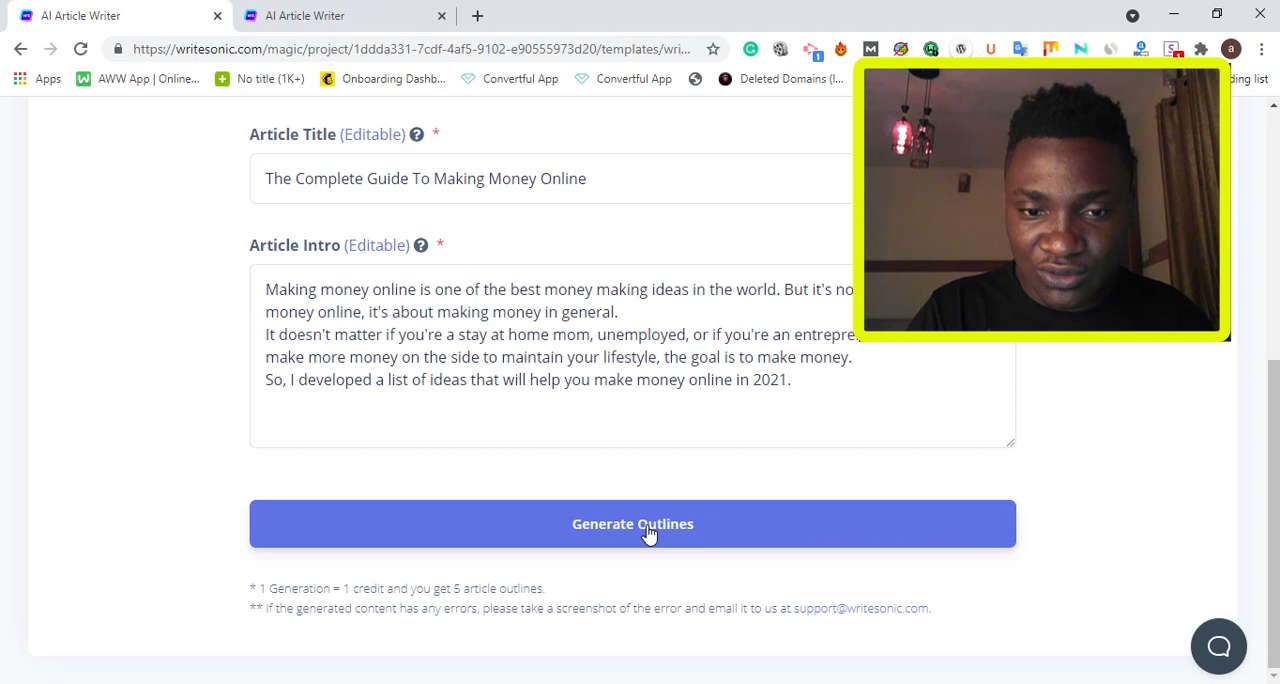 AI Article Writer
AI Article Writer
https://writesonic.com/magic/project/1ddda331-7cdf-4af5-9102-e90555973d20/templates/wri...
Apps
AWW App | Online...
No title (1K+)
Onboarding Dashb...
Convertful App
Convertful App
Deleted Domains (I...
ding list
Article Title (Editable) ? *
The Complete Guide To Making Money Online
Article Intro (Editable) ? *
Making money online is one of the best money making ideas in the world. But it's no
money online, it's about making money in general.
It doesn't matter if you're a stay at home mom, unemployed, or if you're an entrepre
make more money on the side to maintain your lifestyle, the goal is to make money.
So, I developed a list of ideas that will help you make money online in 2021.
Generate Outlines
* 1 Generation = 1 credit and you get 5 article outlines.
** If the generated content has any errors, please take a screenshot of the error and email it to us at support@writesonic.com.